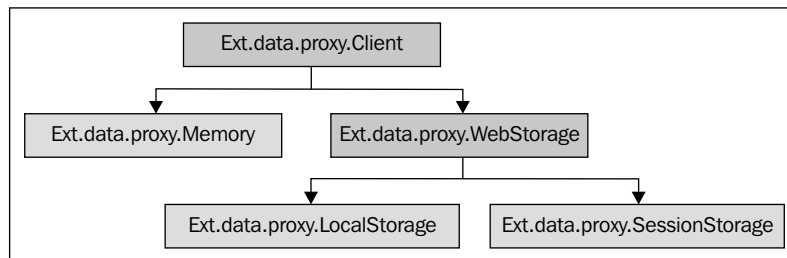 Ext.data.proxy.Client
Ext.data.proxy.Memory
Ext.data.proxy.WebStorage
Ext.data.proxy.LocalStorage
Ext.data.proxy.SessionStorage